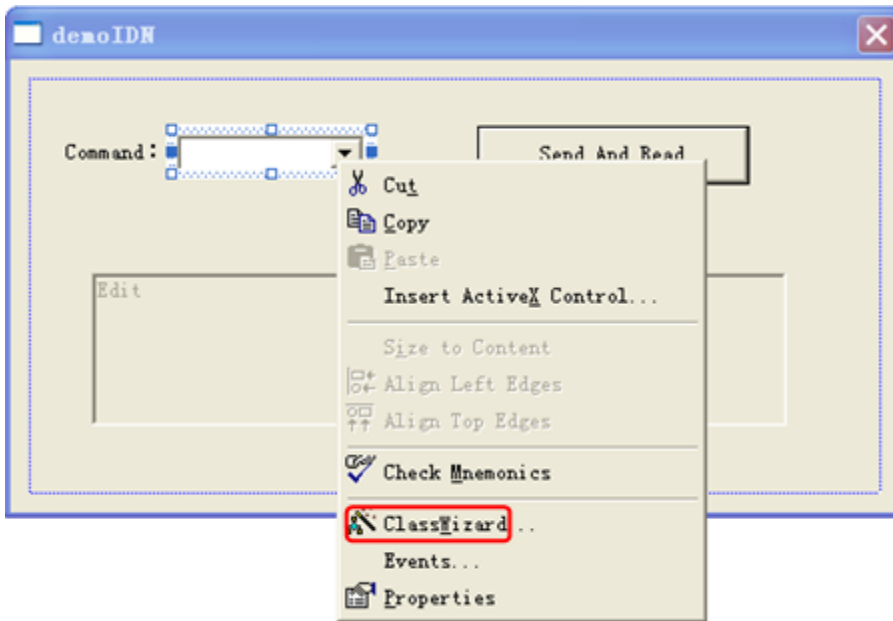 demoIDN
Command：
Send And Read
Edit
Cut
Copy
Paste
Insert ActiveX Control...
Size to Content
Align Left Edges
Align Top Edges
Check Mnemonics
ClassWizard...
Events...
Properties